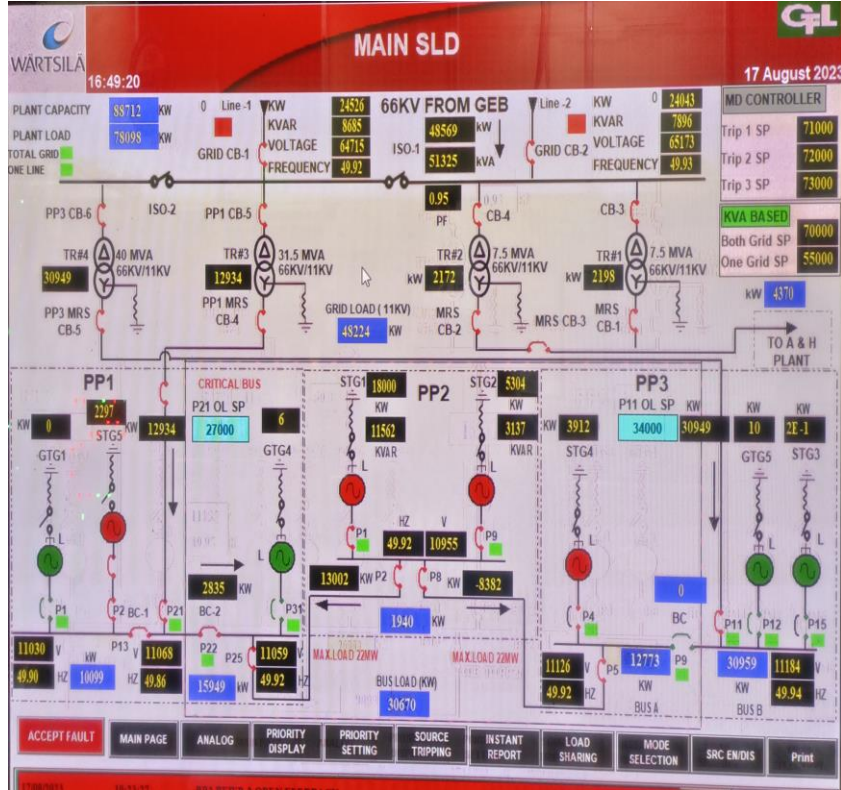 WÄRTSILÄ
MAIN SLD
GTL
16:49:20
17 August 2023
PLANT CAPACITY 88712 KW
PLANT LOAD 78098 KW
TOTAL GRID
ONE LINE
0 Line -1
KW 24526
KVAR 8685
VOLTAGE 64715
FREQUENCY 49.92
GRID CB-1
66KV FROM GEB
48569 kW
ISO-1 51325 kVA
0.95
PF
Line -2
KW 0 24043
KVAR 7896
VOLTAGE 65173
FREQUENCY 49.93
GRID CB-2
MD CONTROLLER
Trip 1 SP 71000
Trip 2 SP 72000
Trip 3 SP 73000
KVA BASED
Both Grid SP 70000
One Grid SP 55000
kW 4370
PP3 CB-6
ISO-2
PP1 CB-5
CB-4
CB-3
TR#4 40 MVA
66KV/11KV
30949
TR#3 31.5 MVA
66KV/11KV
12934
TR#2 7.5 MVA
66KV/11KV
kW 2172
TR#1 7.5 MVA
66KV/11KV
kW 2198
PP3 MRS
CB-5
PP1 MRS
CB-4
GRID LOAD ( 11KV)
48224 KW
MRS
CB-2
MRS CB-3
MRS
CB-1
TO A & H
PLANT
PP1
CRITICAL BUS
P21 OL SP
27000
KW 0
GTG1
2297
STG5
KW 12934
6
GTG4
L
L
2835 KW
P1
P2
BC-1
P21
BC-2
P31
P13
P22
P25
11030 V
49.90 HZ
kW
10099
V 11068
HZ 49.86
15949 kW
11059 V
49.92 HZ
PP2
STG1 18000
KW
11562
KVAR
STG2 5304
KW
3137
KVAR
L
L
P1
P9
HZ V
49.92 10955
13002 KW P2
P8 KW -8382
1940 KW
MAX.LOAD 22MW
MAX.LOAD 22MW
BUS LOAD (KW)
30670
PP3
P11 OL SP
34000
KW 3912
STG4
KW
30949
KW
10
GTG5
KW
2E-1
STG3
L
L
L
0
BC
P4
P11
P12
P15
P5
P9
11126 V
49.92 HZ
12773
KW
BUS A
30959
KW
BUS B
11184 V
49.94 HZ
ACCEPT FAULT
MAIN PAGE
ANALOG
PRIORITY DISPLAY
PRIORITY SETTING
SOURCE TRIPPING
INSTANT REPORT
LOAD SHARING
MODE SELECTION
SRC EN/DIS
Print